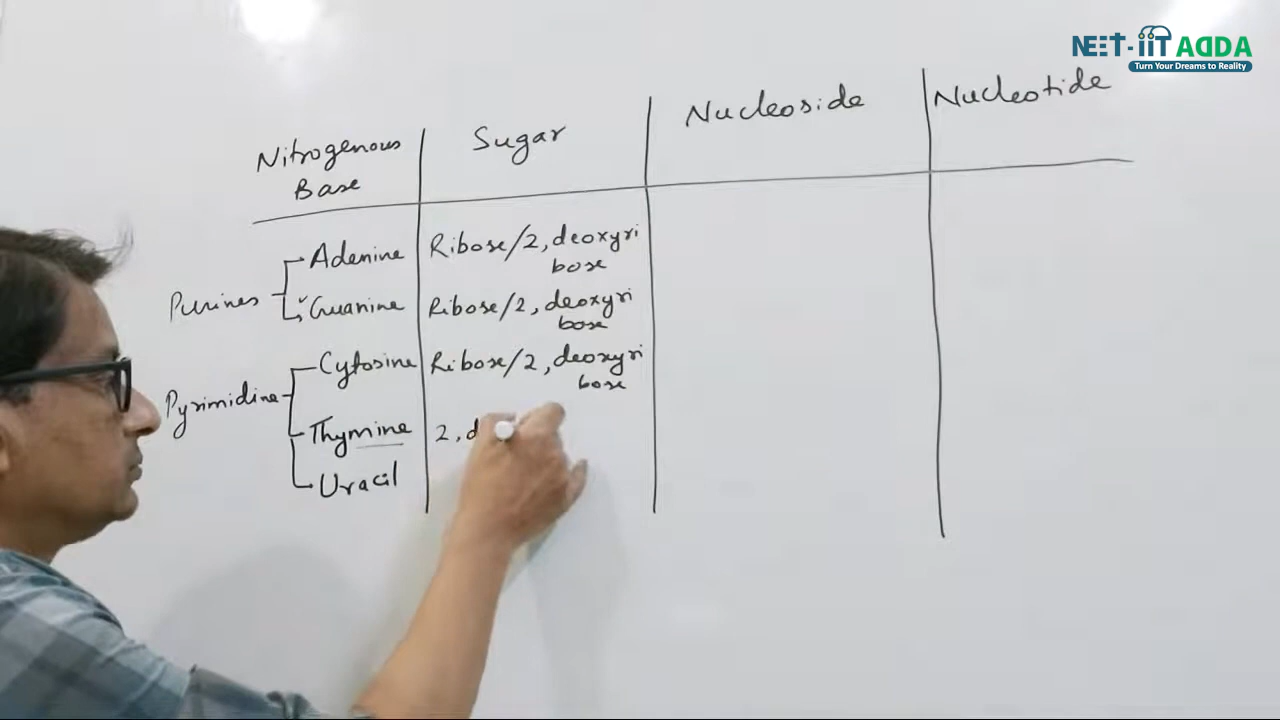 NEET-IIT ADDA
Turn Your Dreams to Reality
Nitrogenous
Base
Sugar
Nucleoside
Nucleotide
Purines
Adenine
Ribose/2, deoxyri
bose
Guanine
Ribose/2, deoxyri
bose
Pyrimidine
Cytosine
Ribose/2, deoxyri
bose
Thymine
2, d
Uracil